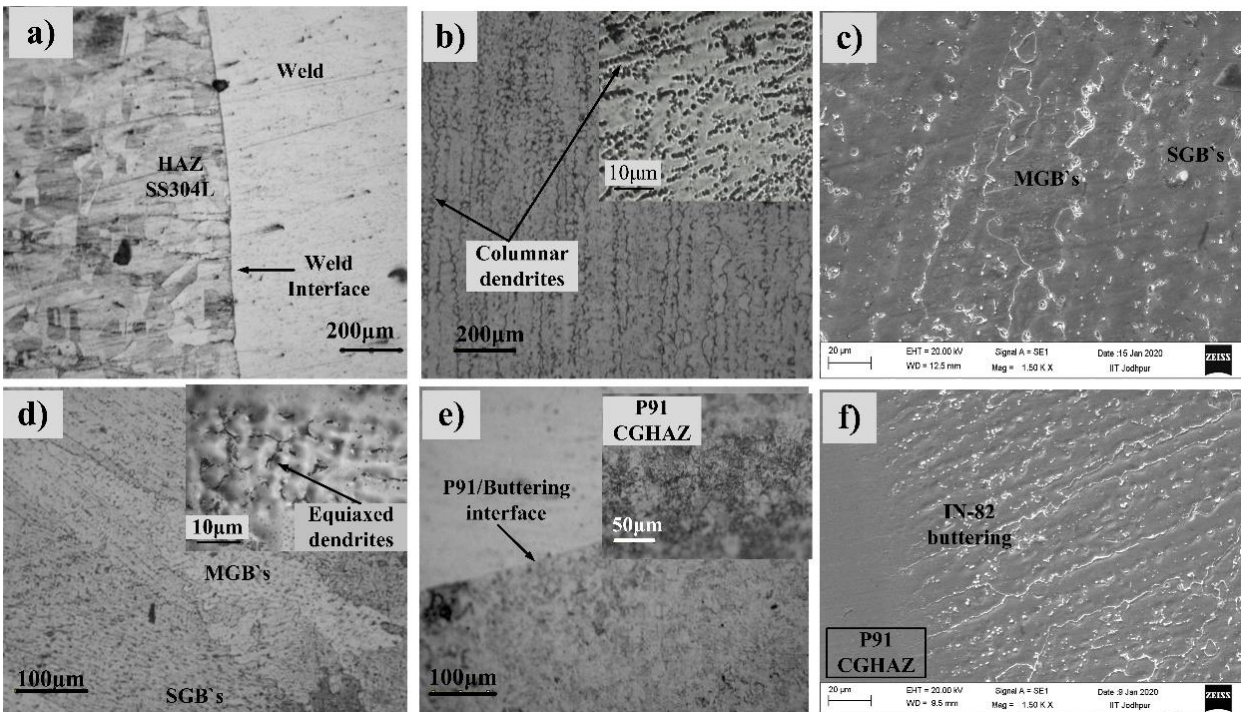 a)
Weld
HAZ
SS304L
Weld
Interface
200μm
b)
10μm
Columnar
dendrites
200μm
c)
SGB`s
MGB`s
20 μm
EHT = 20.00 kV
WD = 12.5 mm
Signal A = SE1
Mag = 1.50 K X
Date :15 Jan 2020
IIT Jodhpur
ZEISS
d)
10μm
Equiaxed
dendrites
MGB`s
100μm
SGB`s
e)
P91
CGHAZ
P91/Buttering
interface
50μm
100μm
f)
IN-82
buttering
P91
CGHAZ
20 μm
EHT = 20.00 kV
WD = 9.5 mm
Signal A = SE1
Mag = 1.50 K X
Date :9 Jan 2020
IIT Jodhpur
ZEISS